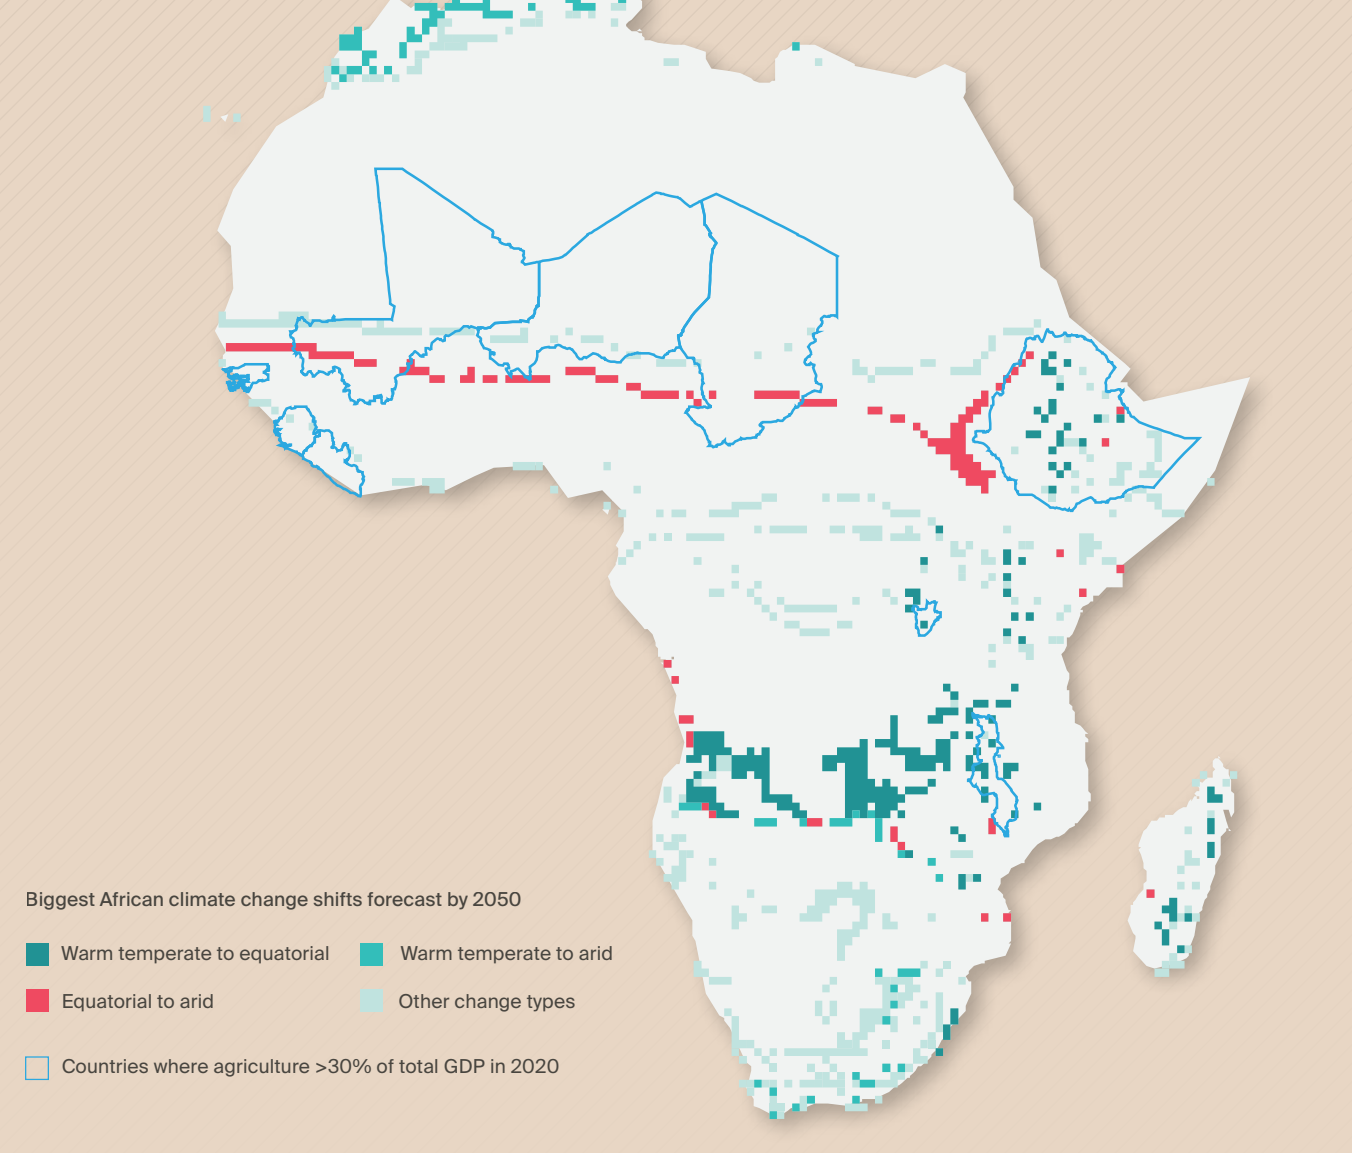 Biggest African climate change shifts forecast by 2050
Warm temperate to equatorial
Warm temperate to arid
Equatorial to arid
Other change types
Countries where agriculture >30% of total GDP in 2020